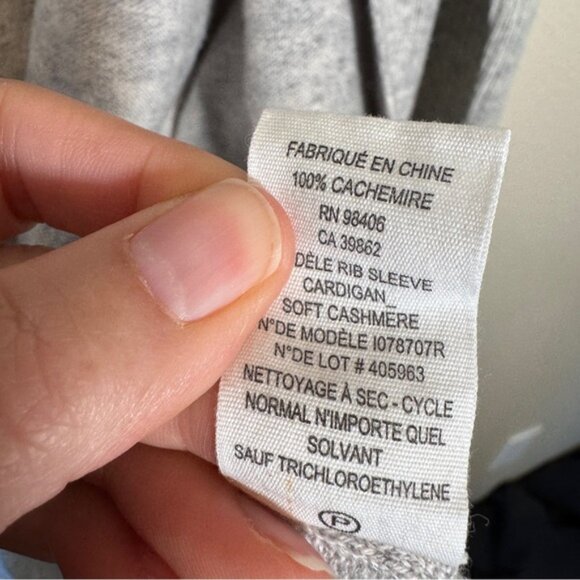 FABRIQUÉ EN CHINE
100% CACHEMIRE
RN 98406
CA 39862
DÈLE RIB SLEEVE
CARDIGAN_
SOFT CASHMERE
N°DE MODÈLE I078707R
N°DE LOT # 405963
NETTOYAGE À SEC - CYCLE
NORMAL N'IMPORTE QUEL
SOLVANT
SAUF TRICHLOROETHYLENE
P